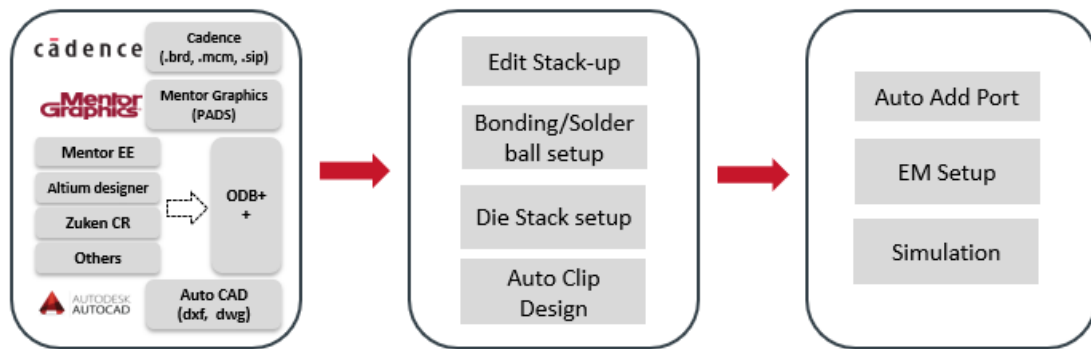 cādence
Cadence
(.brd, .mcm, .sip)
Mentor
Graphics
Mentor Graphics
(PADS)
Mentor EE
Altium designer
Zuken CR
Others
ODB+
+
AUTODESK
AUTOCAD
Auto CAD
(dxf, dwg)
Edit Stack-up
Bonding/Solder
ball setup
Die Stack setup
Auto Clip
Design
Auto Add Port
EM Setup
Simulation